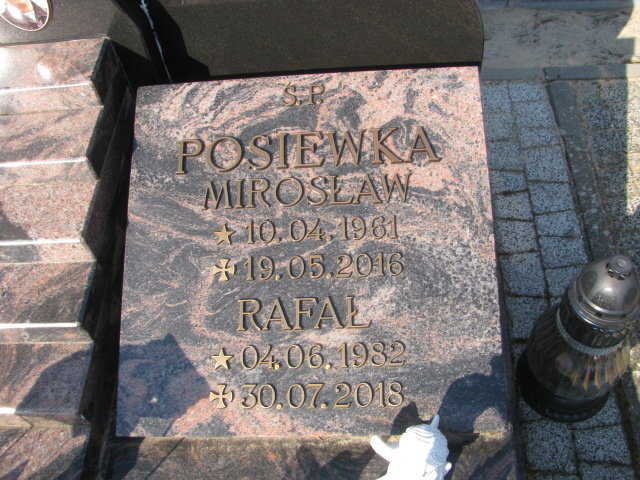 Ś.P.
POSIEWKA
MIROSŁAW
10.04.1961
19.05.2016
RAFAŁ
04.06.1982
30.07.2018